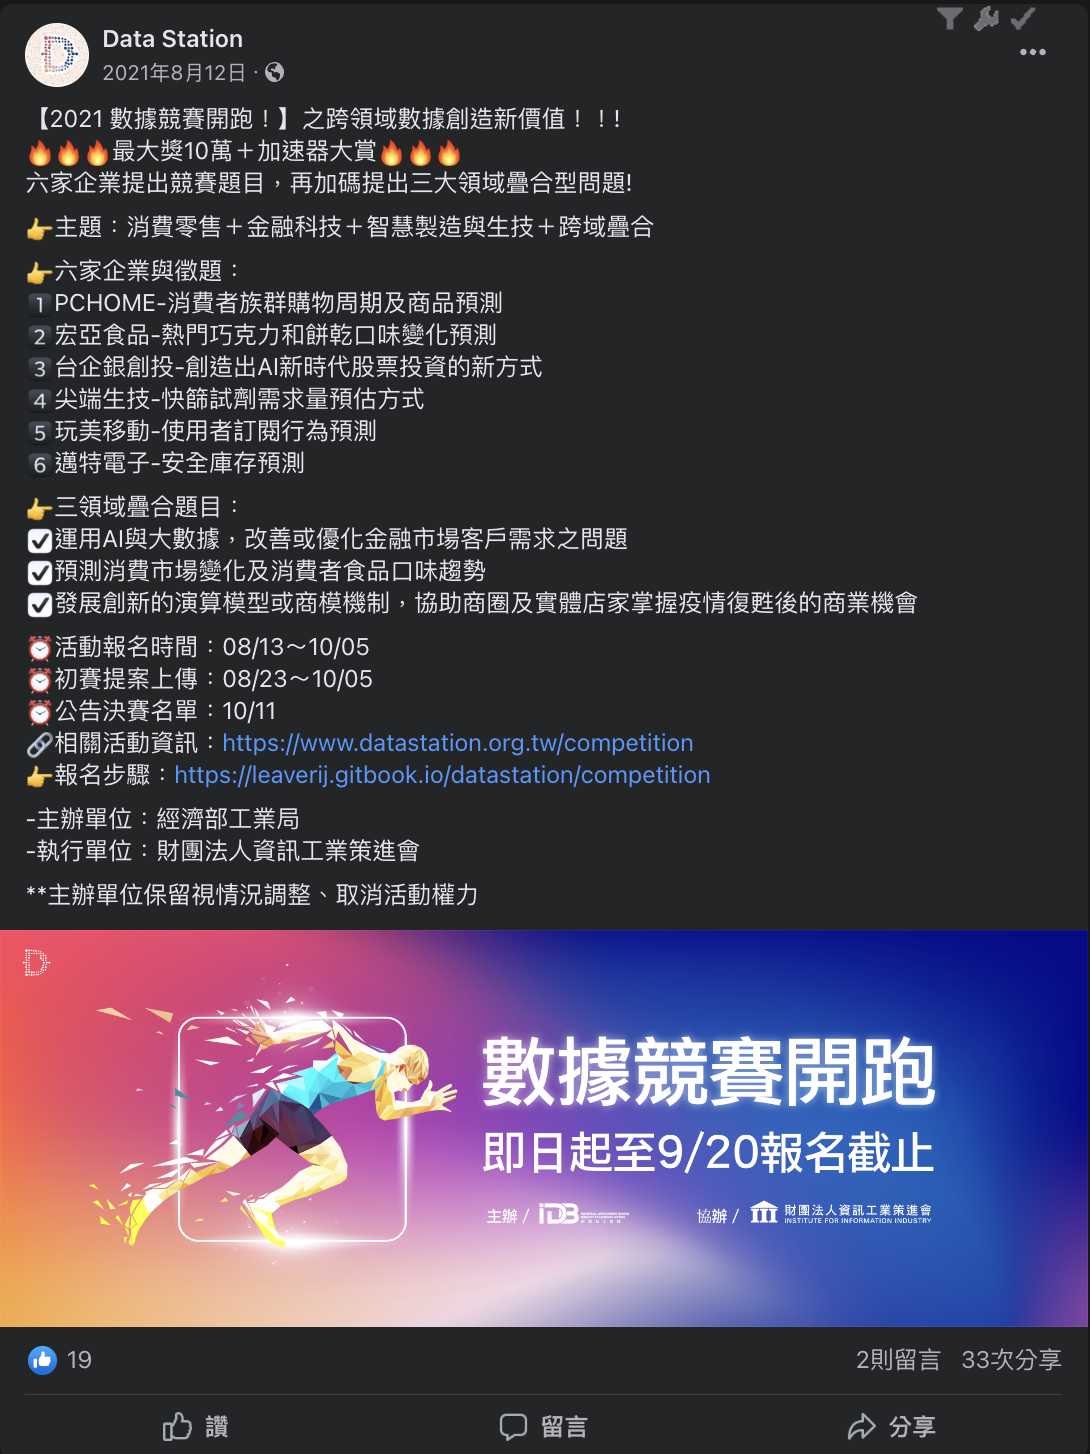 Data Station
2021年8月12日 ·
【2021 數據競賽開跑！】之跨領域數據創造新價值！！!
🔥🔥🔥最大獎10萬＋加速器大賞🔥🔥🔥
六家企業提出競賽題目，再加碼提出三大領域疊合型問題!
👉主題：消費零售＋金融科技＋智慧製造與生技＋跨域疊合
👉六家企業與徵題：
1️⃣PCHOME-消費者族群購物周期及商品預測
2️⃣宏亞食品-熱門巧克力和餅乾口味變化預測
3️⃣台企銀創投-創造出AI新時代股票投資的新方式
4️⃣尖端生技-快篩試劑需求量預估方式
5️⃣玩美移動-使用者訂閱行為預測
6️⃣邁特電子-安全庫存預測
👉三領域疊合題目：
☑運用AI與大數據，改善或優化金融市場客戶需求之問題
☑預測消費市場變化及消費者食品口味趨勢
☑發展創新的演算模型或商模機制，協助商圈及實體店家掌握疫情復甦後的商業機會
⏰活動報名時間：08/13～10/05
⏰初賽提案上傳：08/23～10/05
⏰公告決賽名單：10/11
🔗相關活動資訊：https://www.datastation.org.tw/competition
👉報名步驟：https://leaverij.gitbook.io/datastation/competition
-主辦單位：經濟部工業局
-執行單位：財團法人資訊工業策進會
**主辦單位保留視情況調整、取消活動權力
數據競賽開跑
即日起至9/20報名截止
主辦 / IDB
協辦 / 財團法人資訊工業策進會
INSTITUTE FOR INFORMATION INDUSTRY
19
2則留言 33次分享
讚 留言 分享